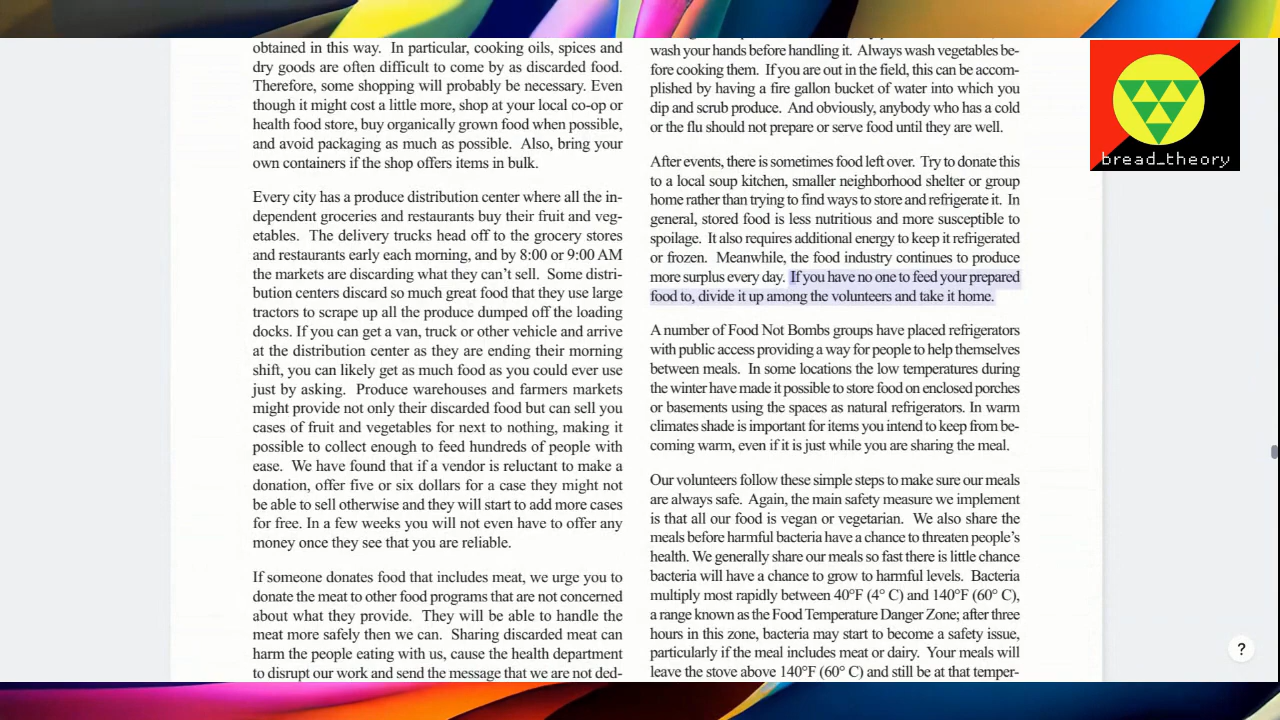 obtained in this way. In particular, cooking oils, spices and
dry goods are often difficult to come by as discarded food.
Therefore, some shopping will probably be necessary. Even
though it might cost a little more, shop at your local co-op or
health food store, buy organically grown food when possible,
and avoid packaging as much as possible. Also, bring your
own containers if the shop offers items in bulk.
Every city has a produce distribution center where all the in-
dependent groceries and restaurants buy their fruit and veg-
etables. The delivery trucks head off to the grocery stores
and restaurants early each morning, and by 8:00 or 9:00 AM
the markets are discarding what they can't sell. Some distri-
bution centers discard so much great food that they use large
tractors to scrape up all the produce dumped off the loading
docks. If you can get a van, truck or other vehicle and arrive
at the distribution center as they are ending their morning
shift, you can likely get as much food as you could ever use
just by asking. Produce warehouses and farmers markets
might provide not only their discarded food but can sell you
cases of fruit and vegetables for next to nothing, making it
possible to collect enough to feed hundreds of people with
ease. We have found that if a vendor is reluctant to make a
donation, offer five or six dollars for a case they might not
be able to sell otherwise and they will start to add more cases
for free. In a few weeks you will not even have to offer any
money once they see that you are reliable.
If someone donates food that includes meat, we urge you to
donate the meat to other food programs that are not concerned
about what they provide. They will be able to handle the
meat more safely then we can. Sharing discarded meat can
harm the people eating with us, cause the health department
to disrupt our work and send the message that we are not ded-
wash your hands before handling it. Always wash vegetables be-
fore cooking them. If you are out in the field, this can be accom-
plished by having a fire gallon bucket of water into which you
dip and scrub produce. And obviously, anybody who has a cold
or the flu should not prepare or serve food until they are well.
After events, there is sometimes food left over. Try to donate this
to a local soup kitchen, smaller neighborhood shelter or group
home rather than trying to find ways to store and refrigerate it. In
general, stored food is less nutritious and more susceptible to
spoilage. It also requires additional energy to keep it refrigerated
or frozen. Meanwhile, the food industry continues to produce
more surplus every day. If you have no one to feed your prepared
food to, divide it up among the volunteers and take it home.
A number of Food Not Bombs groups have placed refrigerators
with public access providing a way for people to help themselves
between meals. In some locations the low temperatures during
the winter have made it possible to store food on enclosed porches
or basements using the spaces as natural refrigerators. In warm
climates shade is important for items you intend to keep from be-
coming warm, even if it is just while you are sharing the meal.
Our volunteers follow these simple steps to make sure our meals
are always safe. Again, the main safety measure we implement
is that all our food is vegan or vegetarian. We also share the
meals before harmful bacteria have a chance to threaten people's
health. We generally share our meals so fast there is little chance
bacteria will have a chance to grow to harmful levels. Bacteria
multiply most rapidly between 40°F (4° C) and 140°F (60° C),
a range known as the Food Temperature Danger Zone; after three
hours in this zone, bacteria may start to become a safety issue,
particularly if the meal includes meat or dairy. Your meals will
leave the stove above 140°F (60° C) and still be at that temper-
bread_theory
?